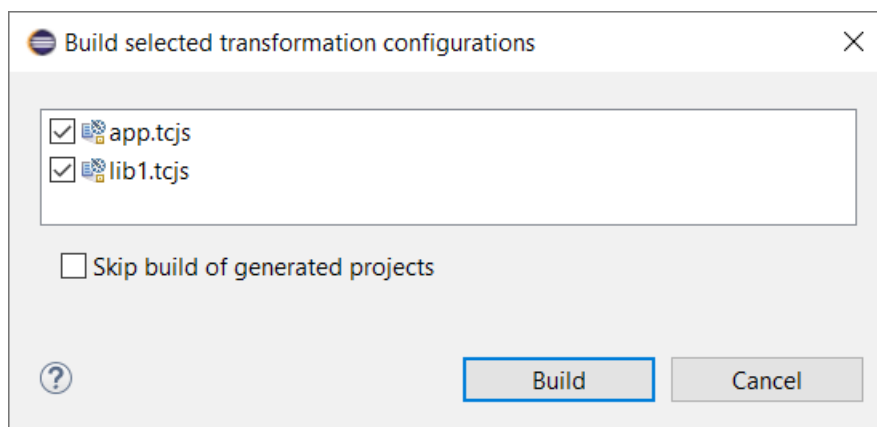 Build selected transformation configurations
app.tcjs
lib1.tcjs
Skip build of generated projects
?
Build Cancel